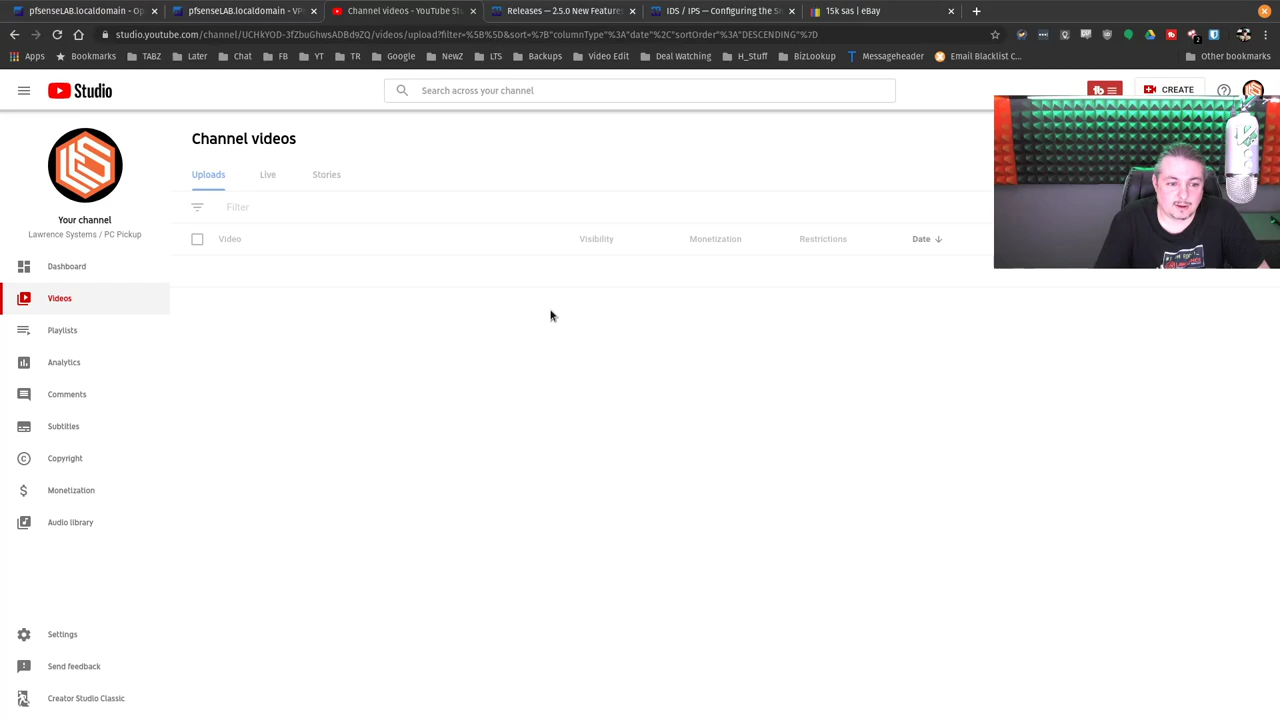 pfsenseLAB.localdomain - Op
pfsenseLAB.localdomain - VP
Channel videos - YouTube Stu
Releases — 2.5.0 New Features
IDS / IPS — Configuring the Sn
15k sas | eBay
studio.youtube.com/channel/UCHkYOD-3fZbuGhwsADBd9ZQ/videos/upload?filter=%5B%5D&sort=%7B"columnType"%3A"date"%2C"sortOrder"%3A"DESCENDING"%7D
Apps
Bookmarks
TABZ
Later
Chat
FB
YT
TR
Google
NewZ
LTS
Backups
Video Edit
Deal Watching
H_Stuff
BizLookup
Messageheader
Email Blacklist C...
Other bookmarks
Studio
Search across your channel
CREATE
Channel videos
Uploads
Live
Stories
Filter
Video
Visibility
Monetization
Restrictions
Date
Your channel
Lawrence Systems / PC Pickup
Dashboard
Videos
Playlists
Analytics
Comments
Subtitles
Copyright
Monetization
Audio library
Settings
Send feedback
Creator Studio Classic